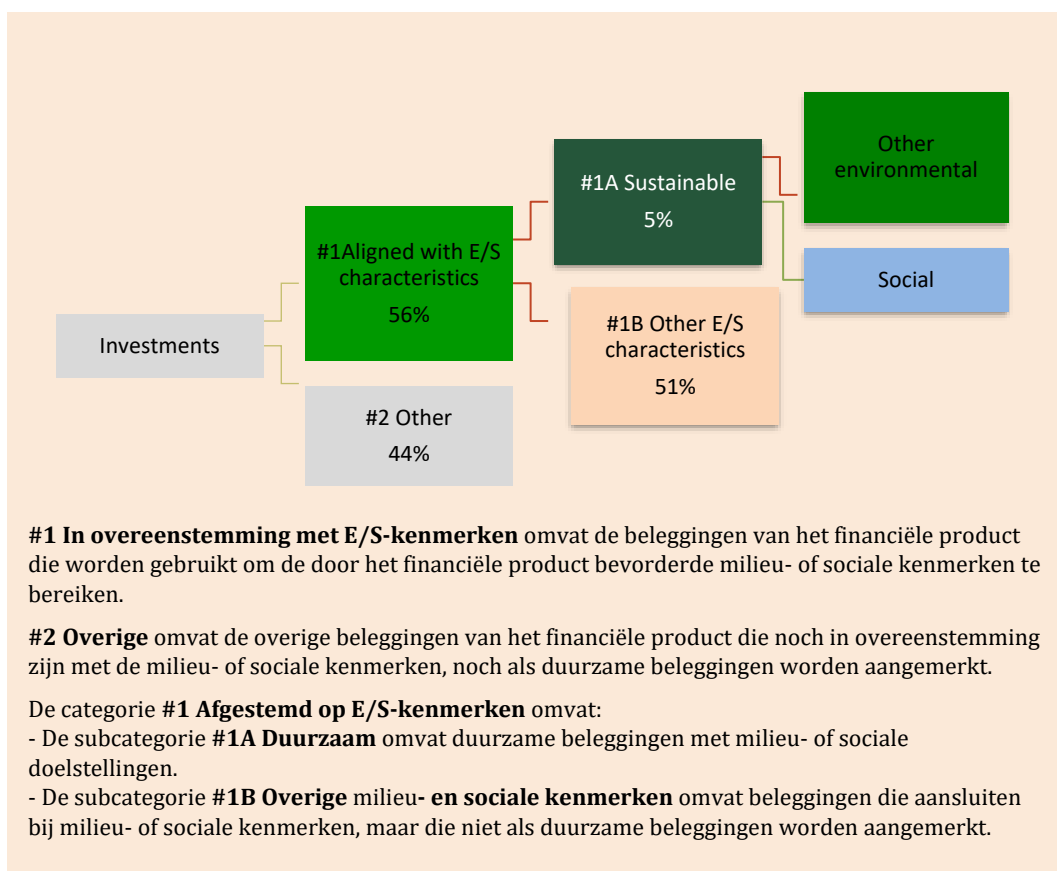 Investments
#1Aligned with E/S
characteristics
56%
#2 Other
44%
#1A Sustainable
5%
#1B Other E/S
characteristics
51%
Other
environmental
Social
#1 In overeenstemming met E/S-kenmerken omvat de beleggingen van het financiële product
die worden gebruikt om de door het financiële product bevorderde milieu- of sociale kenmerken te
bereiken.
#2 Overige omvat de overige beleggingen van het financiële product die noch in overeenstemming
zijn met de milieu- of sociale kenmerken, noch als duurzame beleggingen worden aangemerkt.
De categorie #1 Afgestemd op E/S-kenmerken omvat:
- De subcategorie #1A Duurzaam omvat duurzame beleggingen met milieu- of sociale
doelstellingen.
- De subcategorie #1B Overige milieu- en sociale kenmerken omvat beleggingen die aansluiten
bij milieu- of sociale kenmerken, maar die niet als duurzame beleggingen worden aangemerkt.